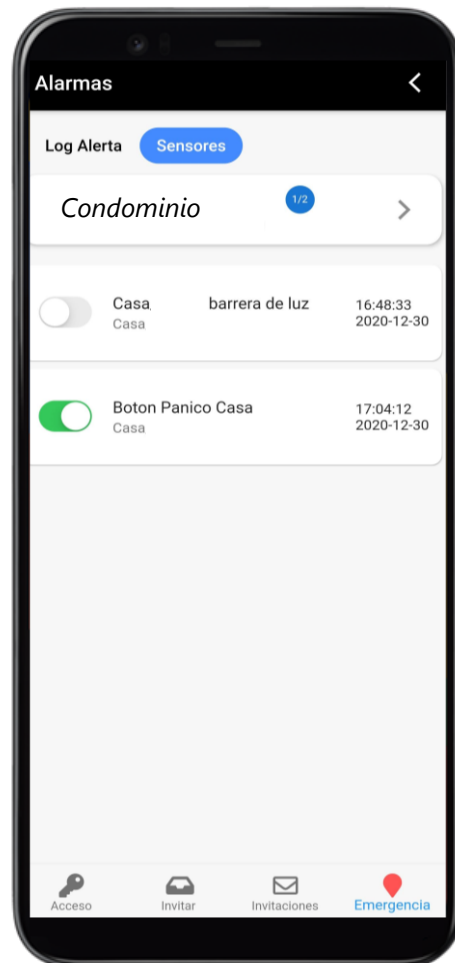 Alarmas
Log Alerta Sensores
Condominio 1/2
Casa barrera de luz 16:48:33
Casa 2020-12-30
Boton Panico Casa 17:04:12
Casa 2020-12-30
Acceso Invitar Invitaciones Emergencia